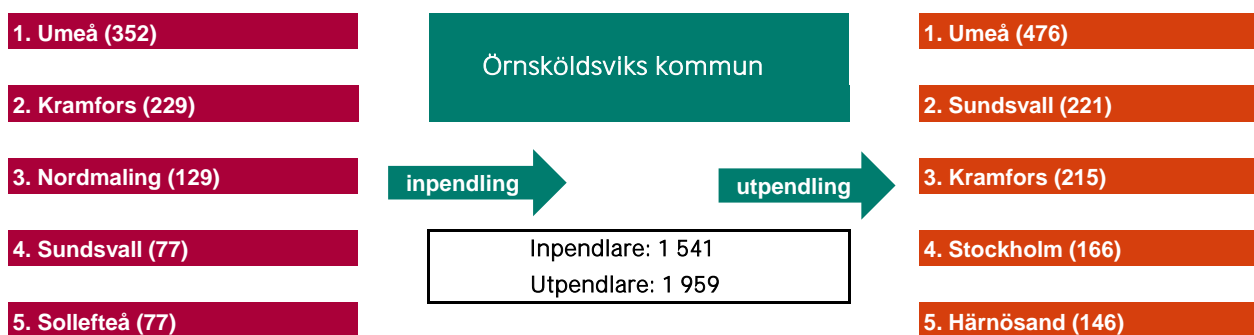 1. Umeå (352)
2. Kramfors (229)
3. Nordmaling (129)
4. Sundsvall (77)
5. Sollefteå (77)
Örnsköldsviks kommun
inpendling
utpendling
Inpendlare: 1 541
Utpendlare: 1 959
1. Umeå (476)
2. Sundsvall (221)
3. Kramfors (215)
4. Stockholm (166)
5. Härnösand (146)